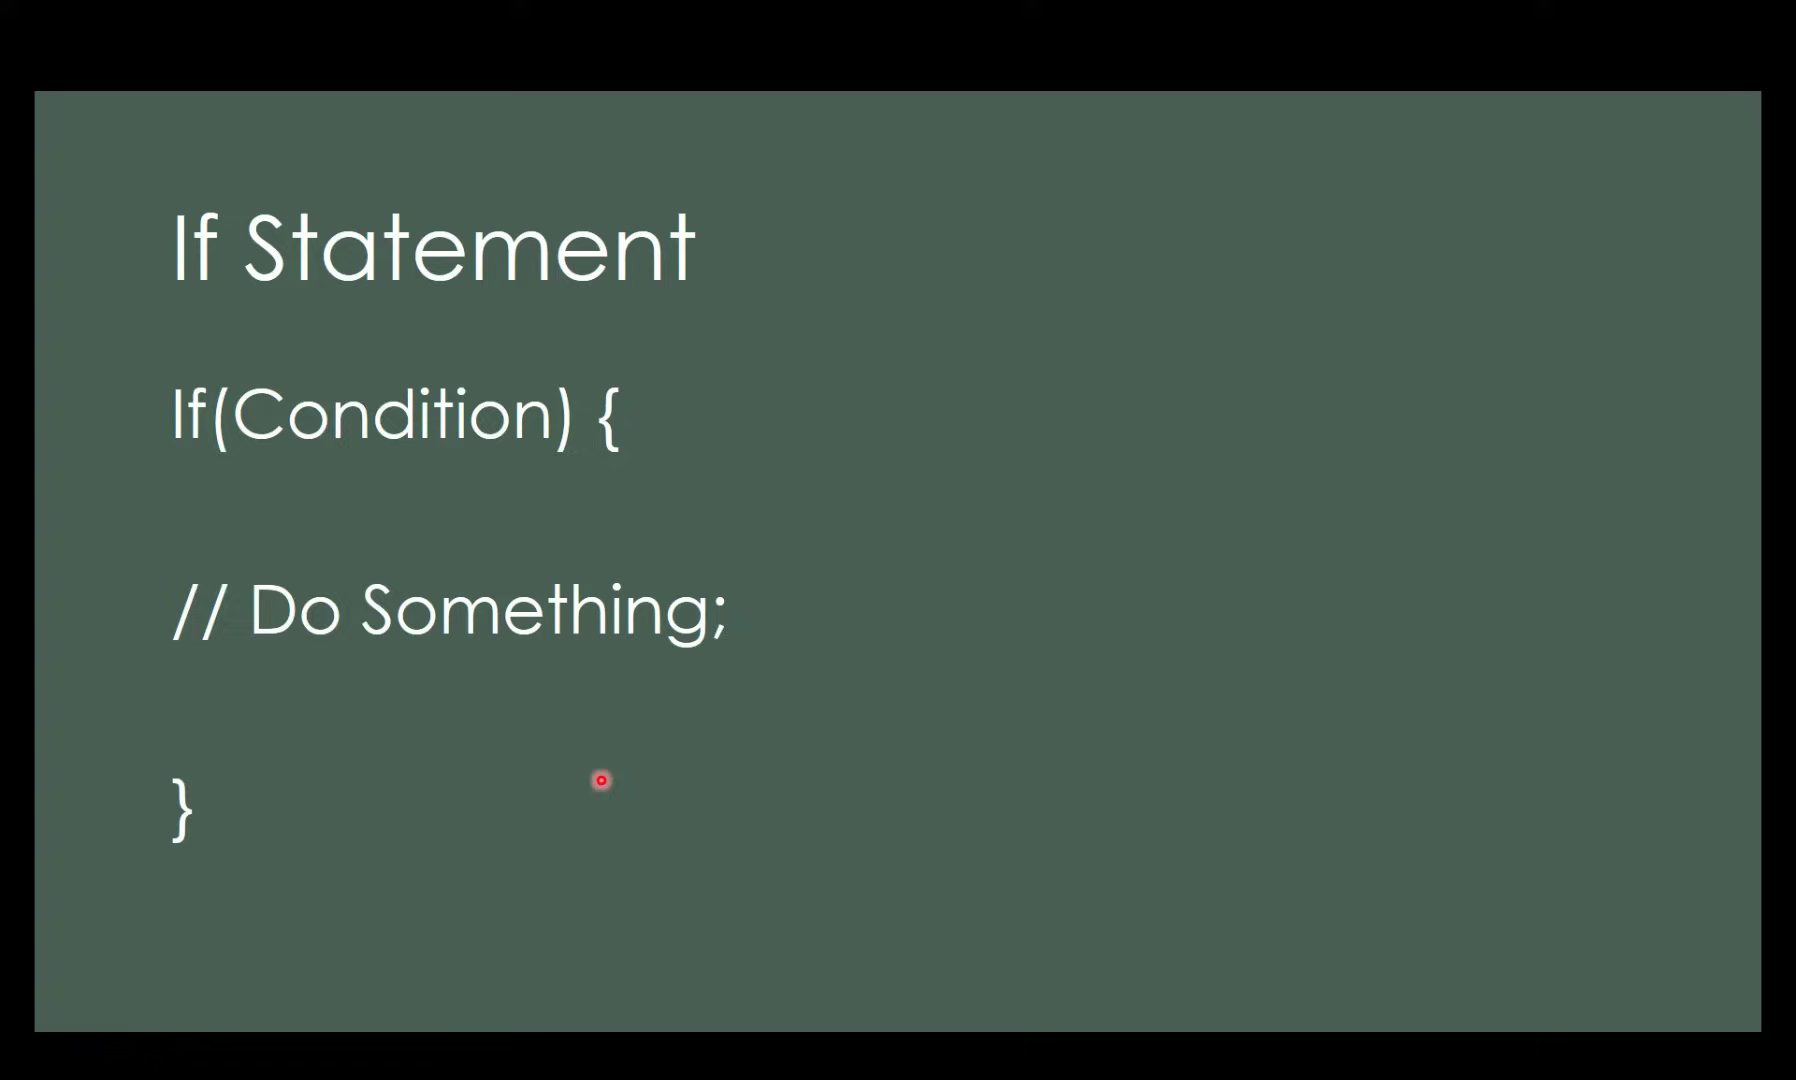 If Statement
If(Condition) {
// Do Something;
}